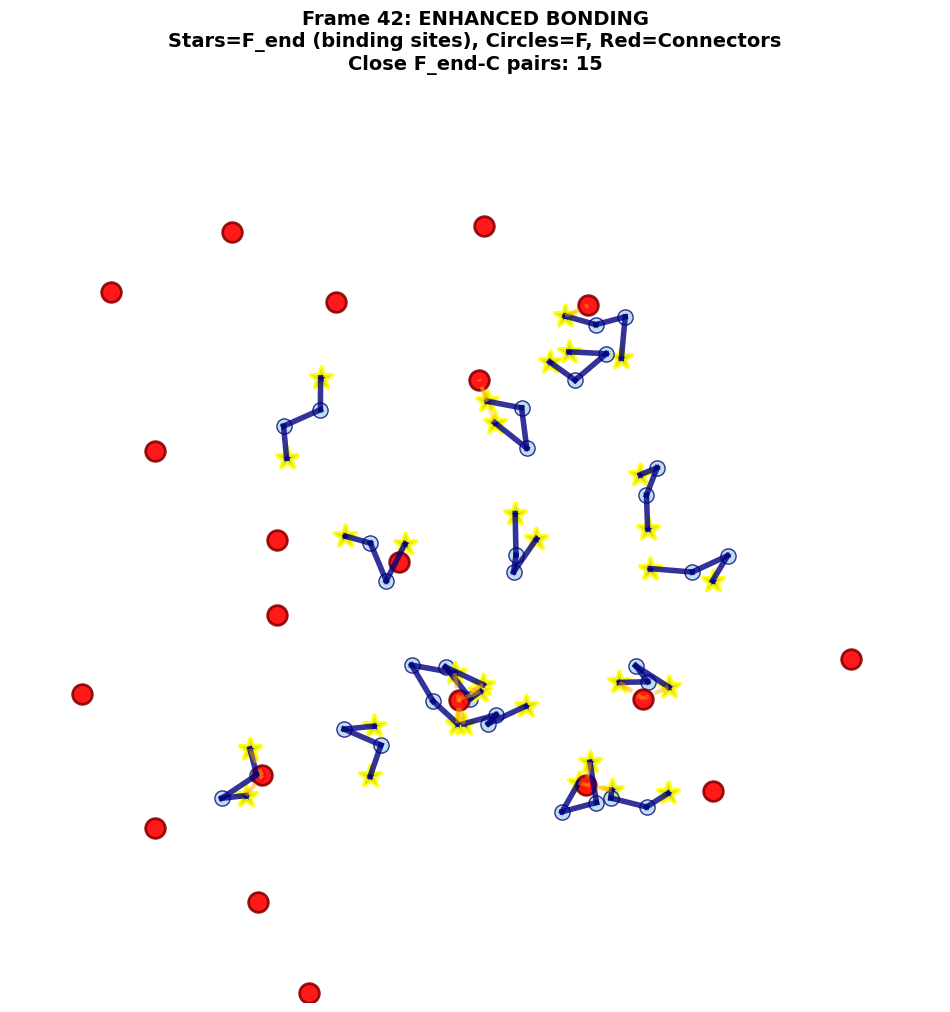 Frame 42: ENHANCED BONDING
Stars=F_end (binding sites), Circles=F, Red=Connectors
Close F_end-C pairs: 15